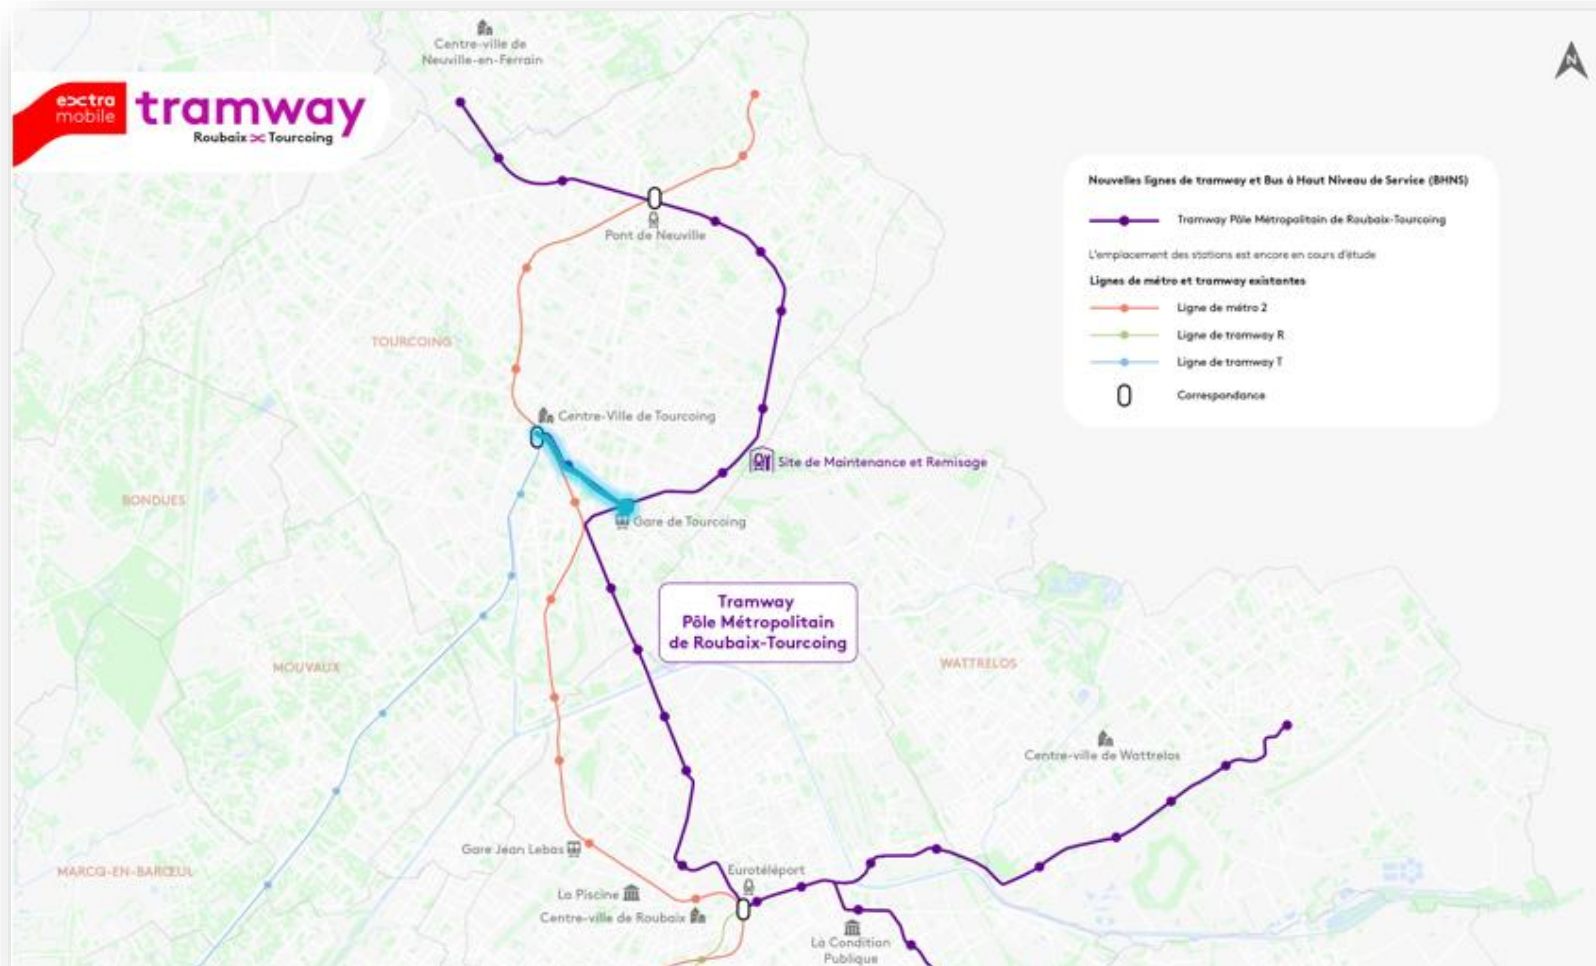 Centre-ville de
Neuville-en-Ferrain
N
extra
mobile
tramway
Roubaix Tourcoing
Nouvelles lignes de tramway et Bus à Haut Niveau de Service (BHNS)
Tramway Pôle Métropolitain de Roubaix-Tourcoing
L'emplacement des stations est encore en cours d'étude
Lignes de métro et tramway existantes
Ligne de métro 2
Ligne de tramway R
Ligne de tramway T
Correspondance
Pont de Neuville
TOURCOING
Centre-Ville de Tourcoing
Site de Maintenance et Remisage
BONDUES
Gare de Tourcoing
Tramway
Pôle Métropolitain
de Roubaix-Tourcoing
MOUVAUX
WATTRELOS
Centre-ville de Wattrelos
Gare Jean Lebas
MARCQ-EN-BARŒUL
Eurotéléport
La Piscine
Centre-ville de Roubaix
La Condition
Publique